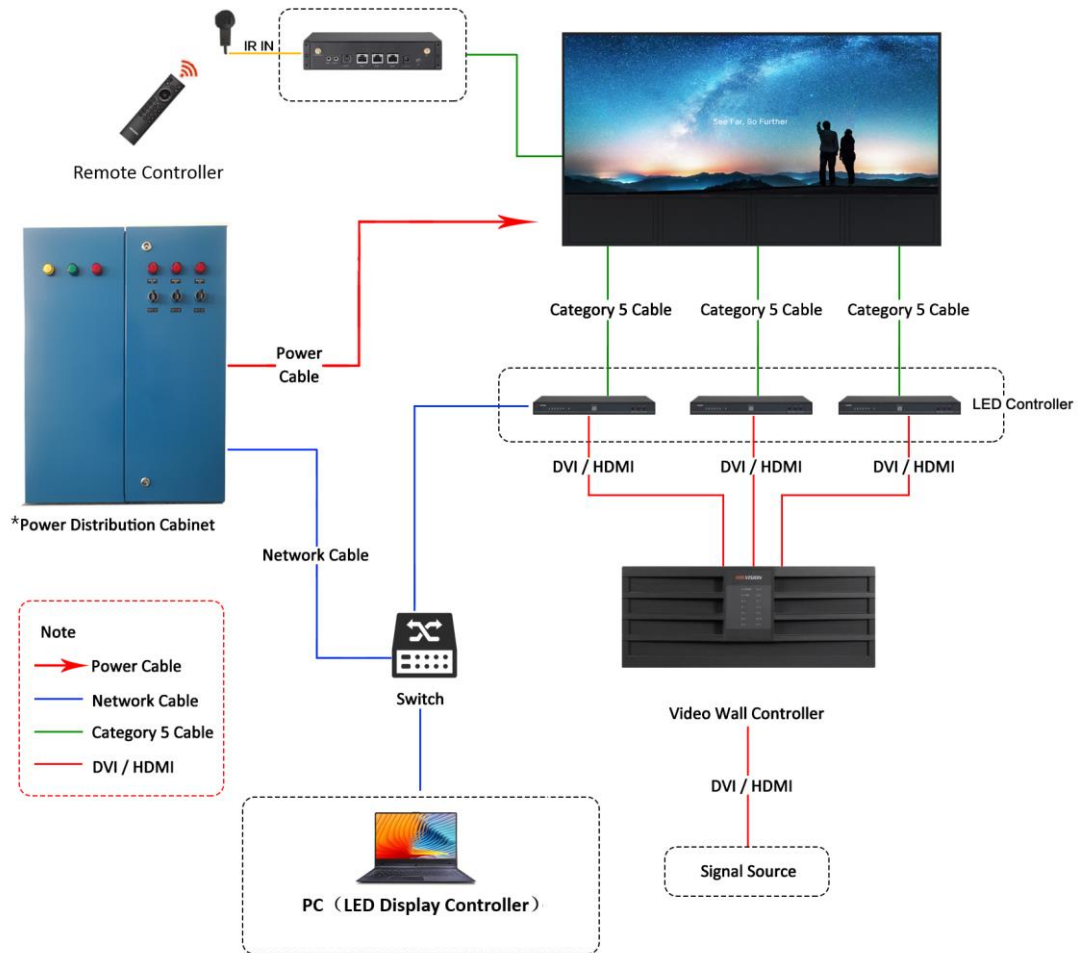 IR IN
See Far, Go Further
Remote Controller
Category 5 Cable
Category 5 Cable
Category 5 Cable
Power
Cable
LED Controller
DVI / HDMI
DVI / HDMI
DVI / HDMI
*Power Distribution Cabinet
Network Cable
HIKVISION
Note
Power Cable
Network Cable
Category 5 Cable
DVI / HDMI
Switch
Video Wall Controller
DVI / HDMI
Signal Source
PC（LED Display Controller）